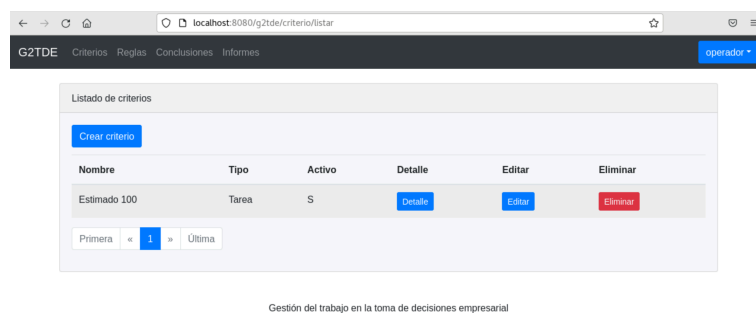 localhost:8080/g2tde/criterio/listar
G2TDE Criterios Reglas Conclusiones Informes operador
Listado de criterios
Crear criterio
Nombre Tipo Activo Detalle Editar Eliminar
Estimado 100 Tarea S Detalle Editar Eliminar
Primera « 1 » Última
Gestión del trabajo en la toma de decisiones empresarial